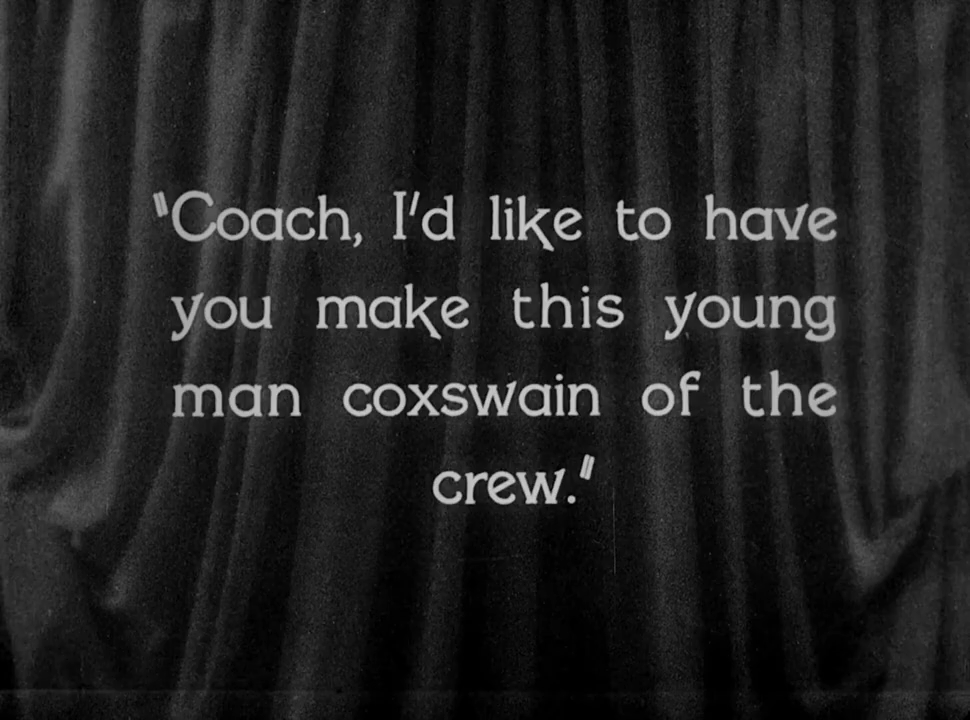 "Coach, I'd like to have
you make this young
man coxswain of the
crew."